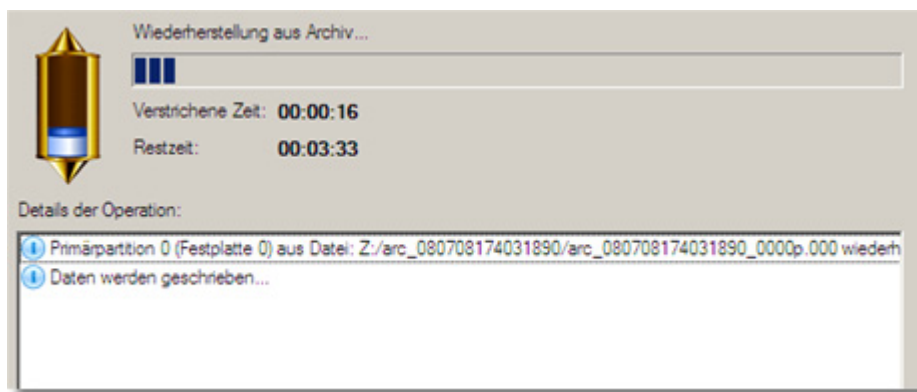 Wiederherstellung aus Archiv...
Verstrichene Zeit: 00:00:16
Restzeit: 00:03:33
Details der Operation:
Primärpartition 0 (Festplatte 0) aus Datei: Z:/arc_080708174031890/arc_080708174031890_0000p.000 wiederh
Daten werden geschrieben...